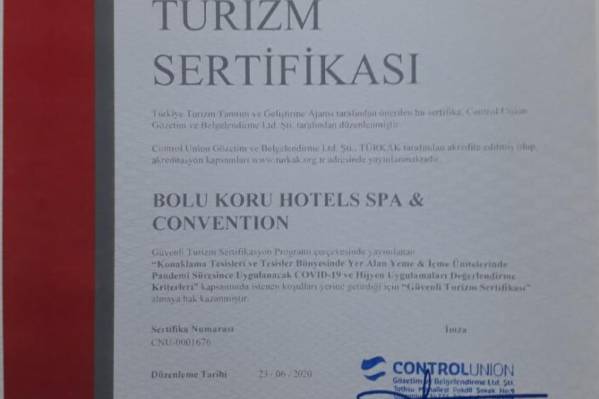 TURİZM
SERTİFİKASI
Türkiye Turizm Tanıtım ve Geliştirme Ajansı tarafından önerilen bu sertifika, Control Union
Gözetim ve Belgelendirme Ltd. Şti. tarafından düzenlenmiştir.
Control Union Gözetim ve Belgelendirme Ltd. Şti., TÜRKAK tarafından akredite edilmiş olup,
akreditasyon kapsamları www.turkak.org.tr adresinde yayınlanmaktadır.
BOLU KORU HOTELS SPA &
CONVENTION
Güvenli Turizm Sertifikasyon Programı çerçevesinde yayınlanan
“Konaklama Tesisleri ve Tesisler Bünyesinde Yer Alan Yeme & İçme Ünitelerinde
Pandemi Süresince Uygulanacak COVID-19 ve Hijyen Uygulamaları Değerlendirme
Kriterleri” kapsamında istenen koşulları yerine getirdiği için “Güvenli Turizm Sertifikası”
almaya hak kazanmıştır.
Sertifika Numarası İmza
CNU-0001676
CONTROLUNION
Düzenleme Tarihi 23 - 06 / 2020
Gözetim ve Belgelendirme Ltd. Şti.